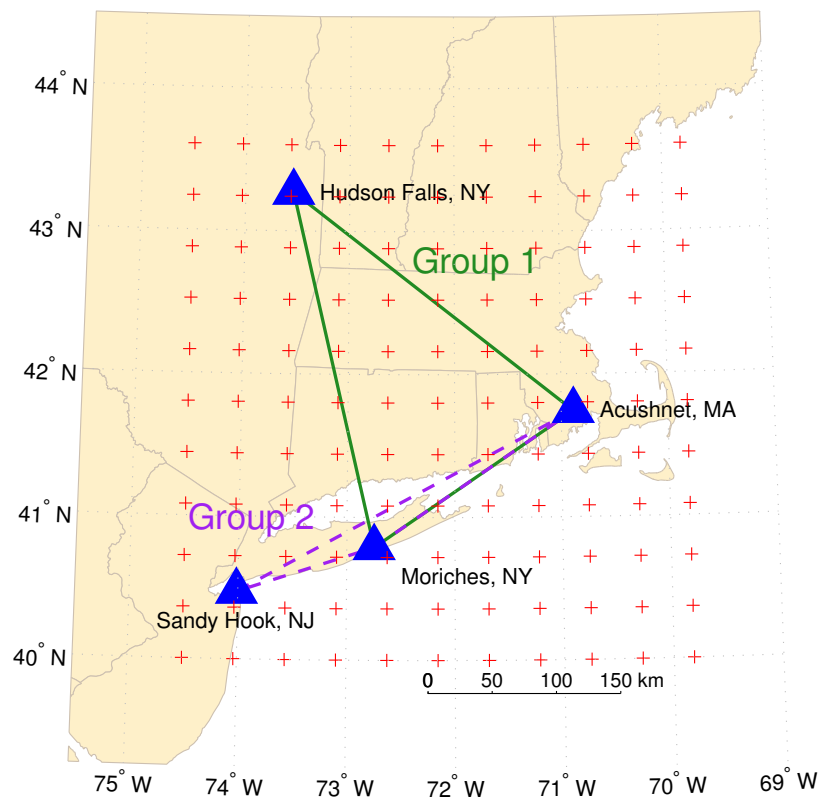 44° N
Hudson Falls, NY
43° N
Group 1
42° N
Acushnet, MA
41° N
Group 2
Moriches, NY
Sandy Hook, NJ
40° N
0 50 100 150 km
75° W 74° W 73° W 72° W 71° W 70° W 69° W